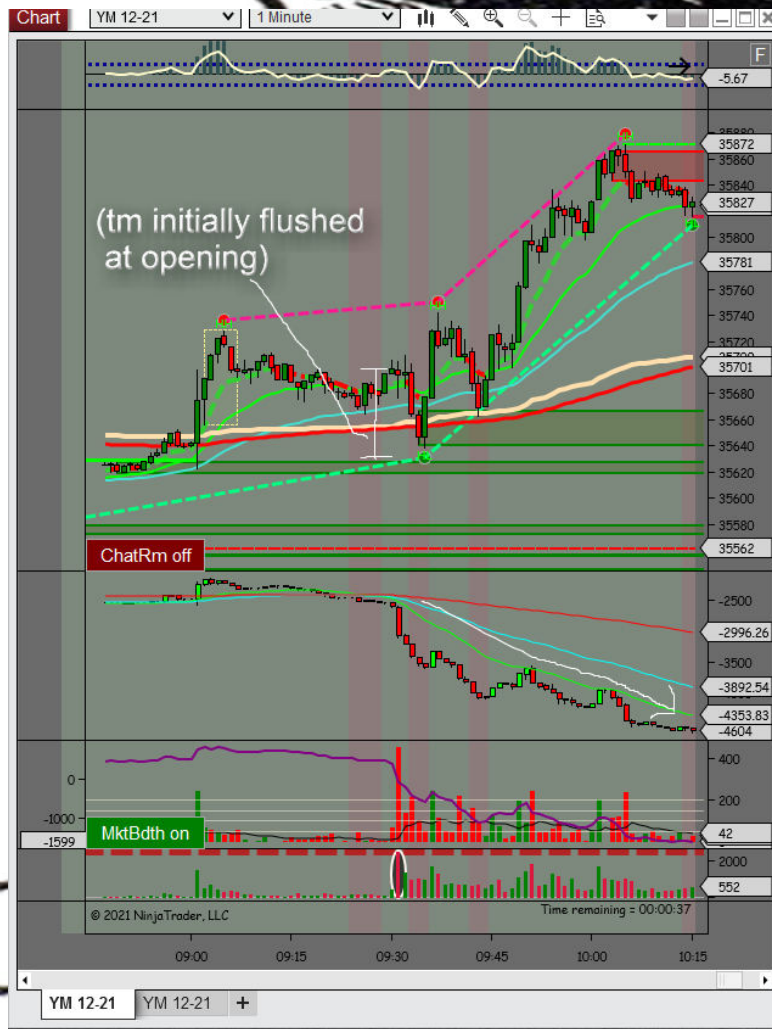 Chart
YM 12-21
1 Minute
F
-5.67
35880
35872
35860
35840
35827
(tm initially flushed
at opening)
35800
35781
35760
35740
35720
35701
35680
35660
35640
35620
35600
35580
ChatRm off
35562
-2500
-2996.26
-3500
-3892.54
-4353.83
-4604
400
0
200
-1000
MktBdth on
42
-1599
2000
552
© 2021 NinjaTrader, LLC
Time remaining = 00:00:37
09:00 09:15 09:30 09:45 10:00 10:15
YM 12-21 YM 12-21 +